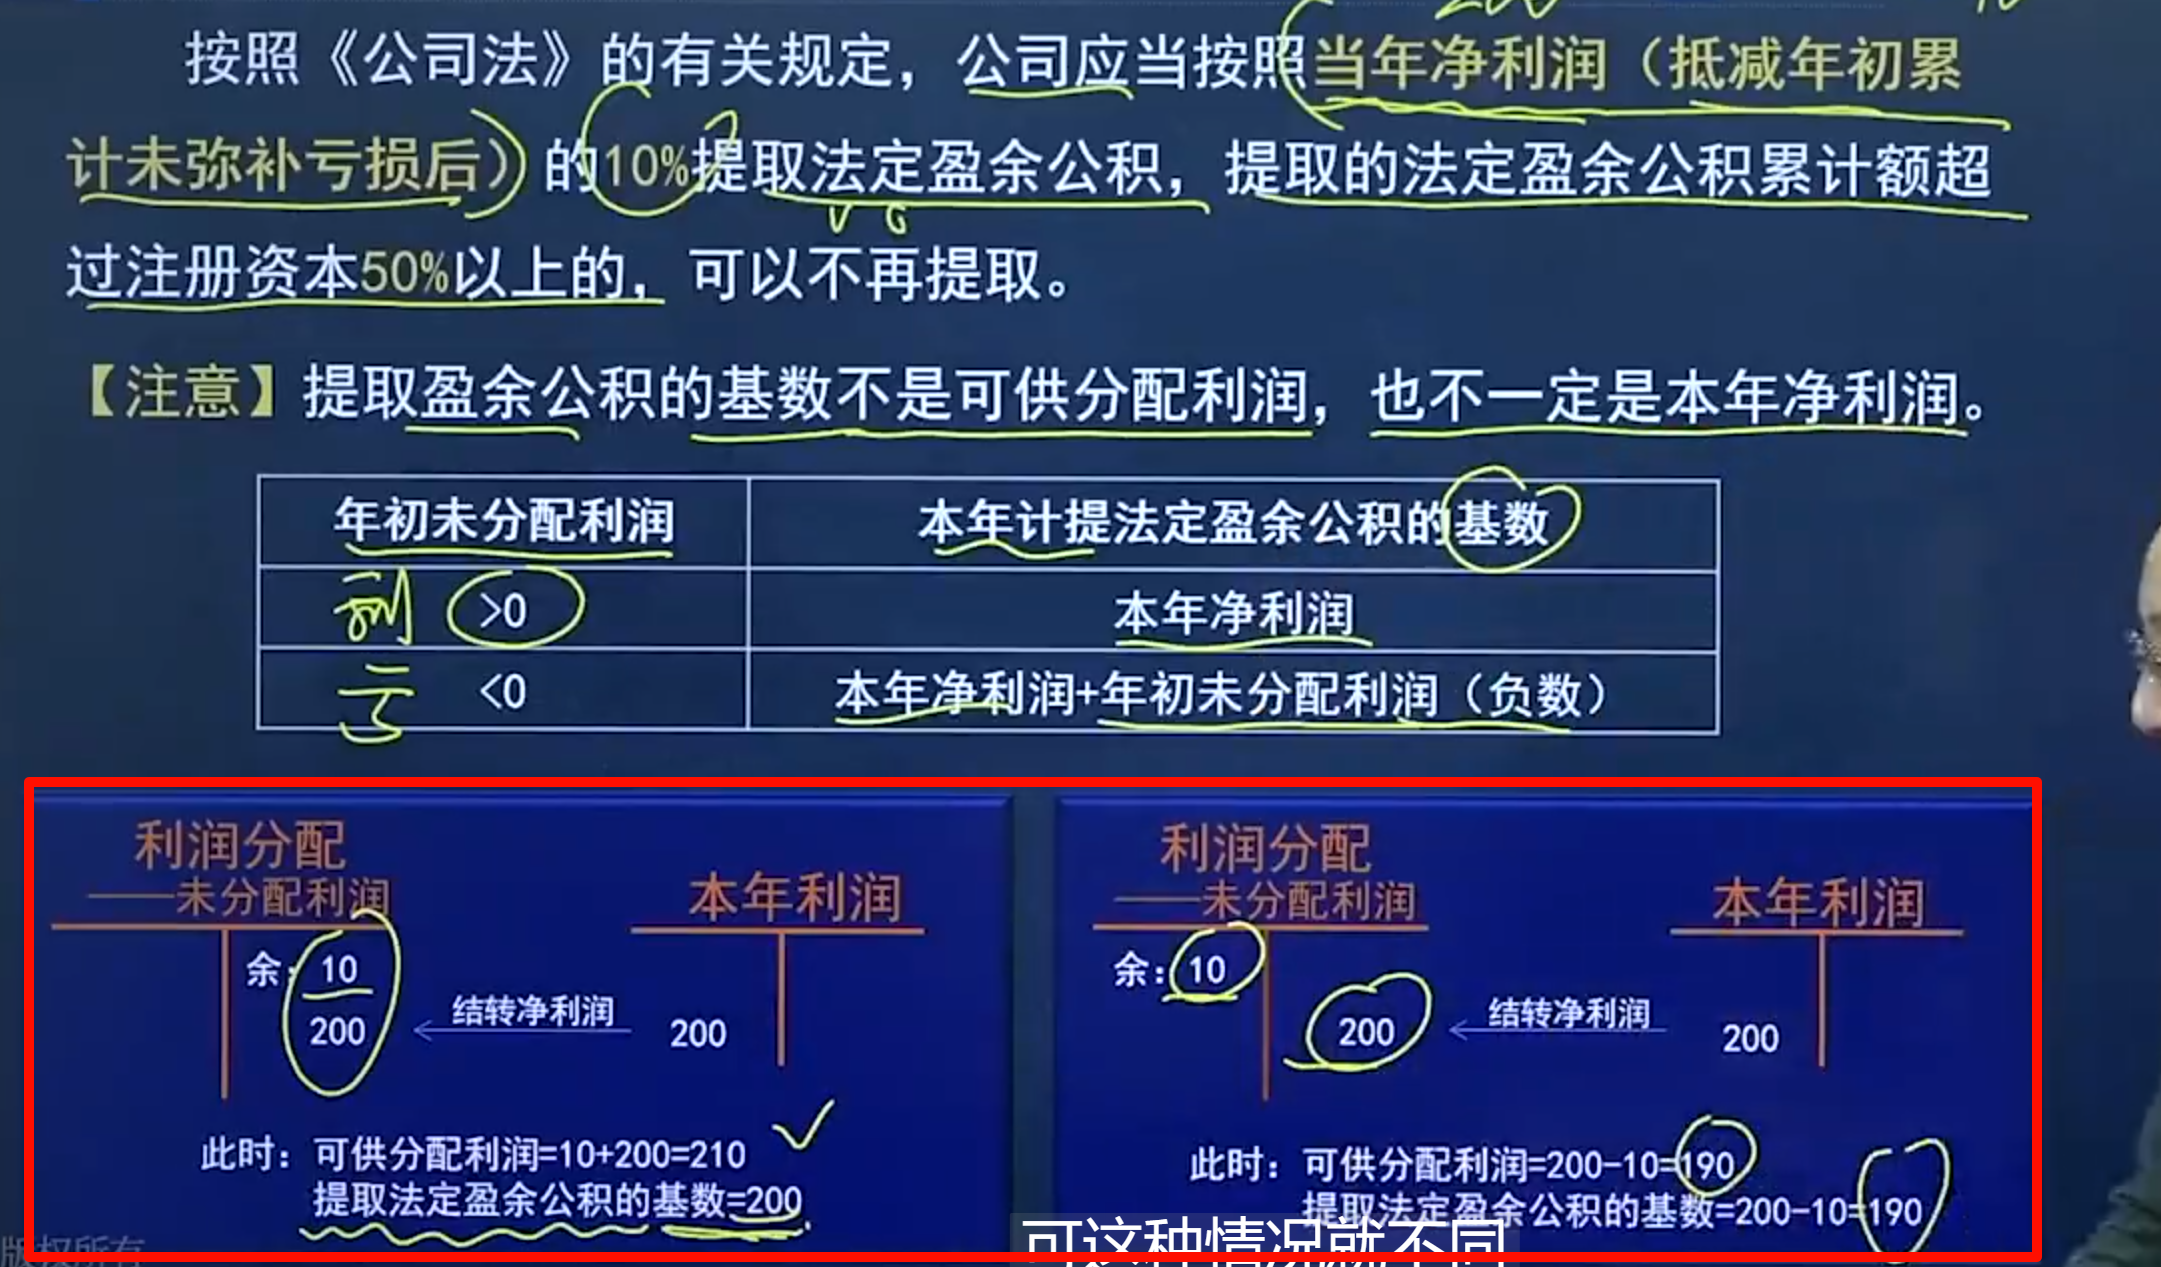 按照《公司法》的有关规定，公司应当按照当年净利润（抵减年初累
计未弥补亏损后）的10%提取法定盈余公积，提取的法定盈余公积累计额超
过注册资本50%以上的，可以不再提取。
【注意】提取盈余公积的基数不是可供分配利润，也不一定是本年净利润。
年初未分配利润 本年计提法定盈余公积的基数
利 >0 本年净利润
亏 <0 本年净利润+年初未分配利润（负数）
利润分配
——未分配利润
本年利润
余：10
200
结转净利润
200
此时：可供分配利润=10+200=210
提取法定盈余公积的基数=200
利润分配
——未分配利润
本年利润
余：10
200
结转净利润
200
此时：可供分配利润=200-10=190
提取法定盈余公积的基数=200-10=190
版权所有
可这种情况就不同